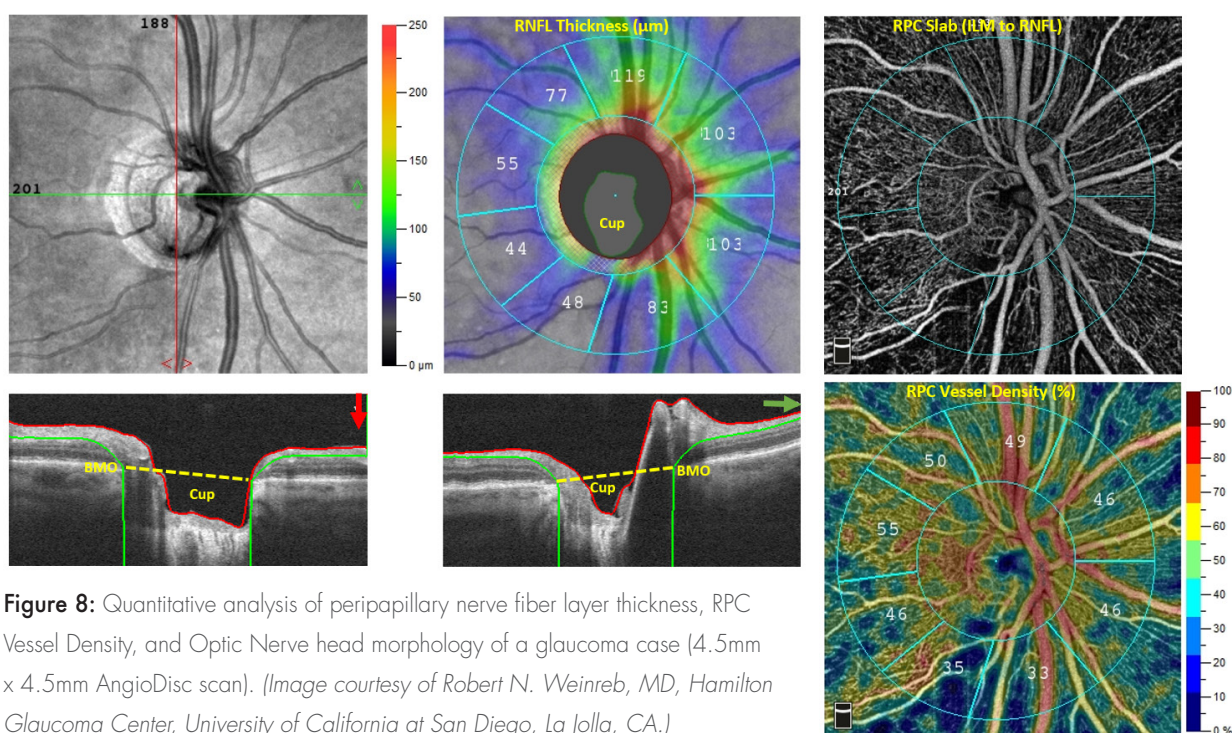 188
201
250
200
150
100
50
0 µm
RNFL Thickness (µm)
119
77
103
55
44
103
48
83
Cup
RPC Slab (ILM to RNFL)
201
BMO
Cup
BMO
Cup
RPC Vessel Density (%)
49
50
46
55
46
46
35
33
100
90
80
70
60
50
40
30
20
10
0 %
Figure 8: Quantitative analysis of peripapillary nerve fiber layer thickness, RPC
Vessel Density, and Optic Nerve head morphology of a glaucoma case (4.5mm
x 4.5mm AngioDisc scan). (Image courtesy of Robert N. Weinreb, MD, Hamilton
Glaucoma Center, University of California at San Diego, La Jolla, CA.)